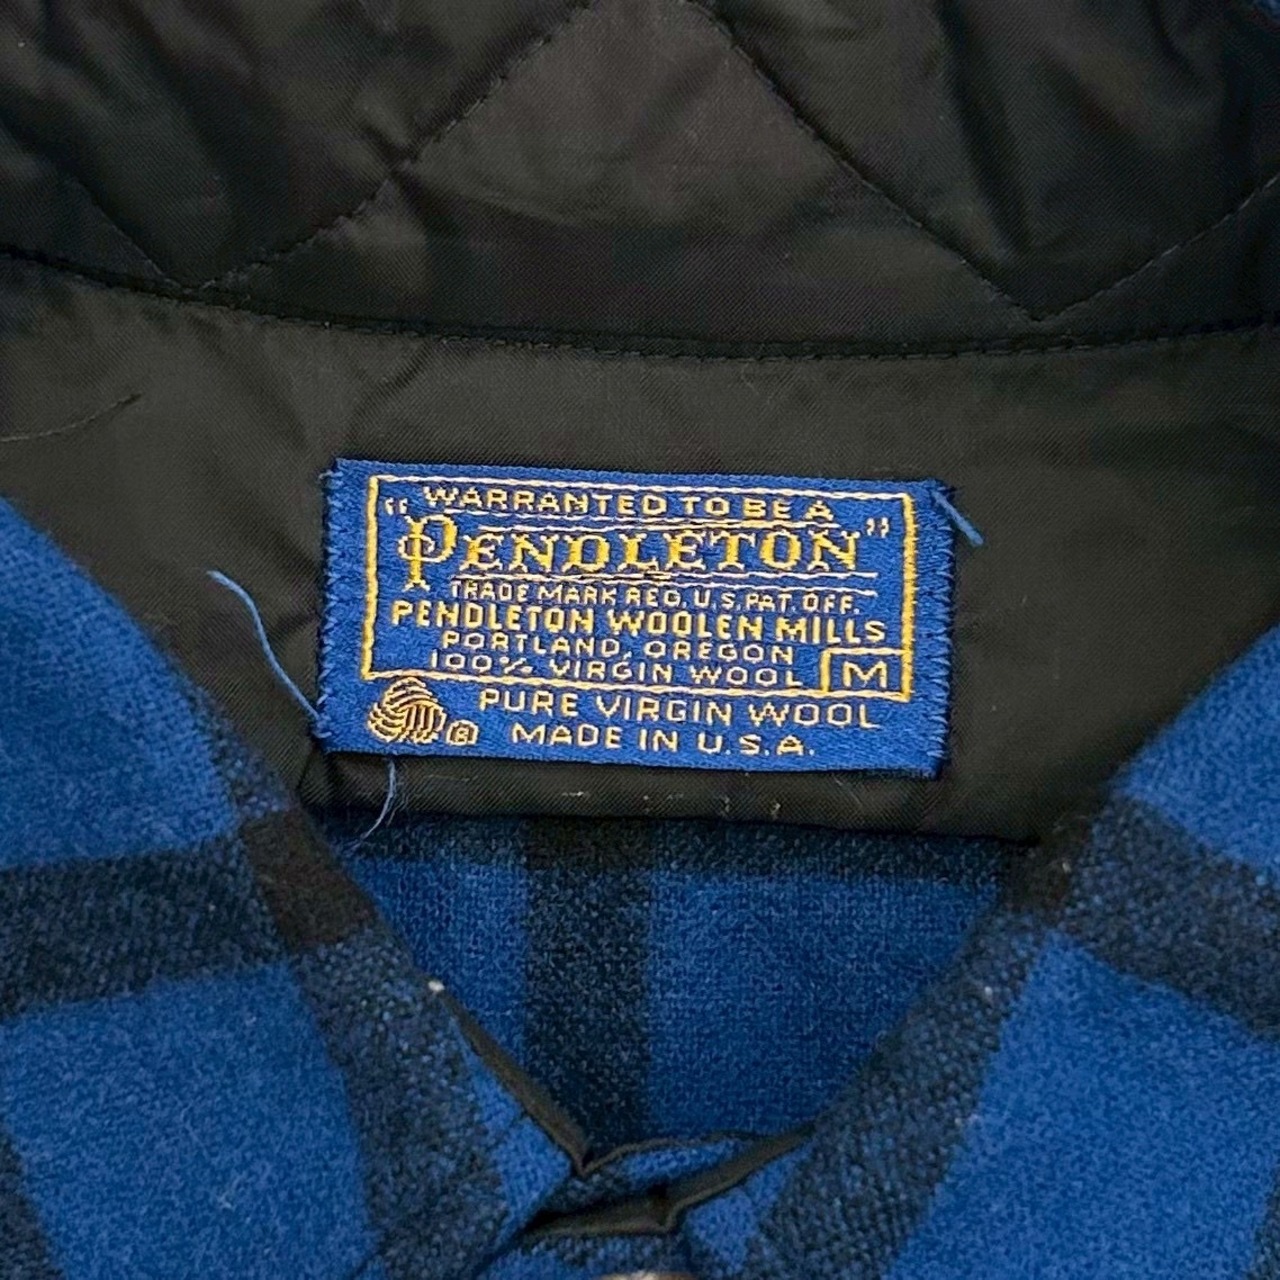 WARRANTED TO BE A
"PENDLETON"
TRADE MARK REG. U.S. PAT. OFF.
PENDLETON WOOLEN MILLS
PORTLAND, OREGON
100% VIRGIN WOOL M
PURE VIRGIN WOOL
® MADE IN U.S.A.